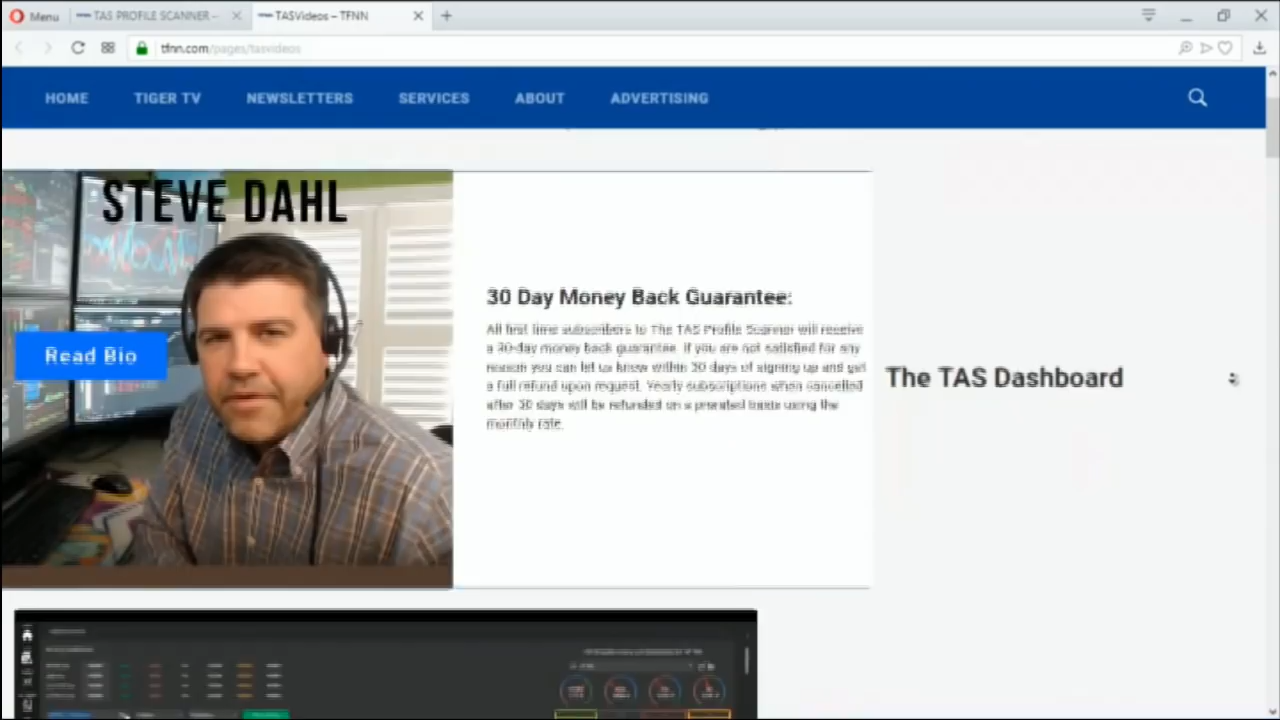 Menu
TAS PROFILE SCANNER –
TASVideos – TFNN
tfnn.com/pages/tasvideos
HOME
TIGER TV
NEWSLETTERS
SERVICES
ABOUT
ADVERTISING
STEVE DAHL
Read Bio
30 Day Money Back Guarantee:
All first time subscribers to The TAS Profile Scanner will receive
a 30-day money back guarantee. If you are not satisfied for any
reason you can let us know within 30 days of signing up and get
a full refund upon request. Yearly subscriptions when cancelled
after 30 days will be refunded on a prorated basis using the
monthly rate.
The TAS Dashboard